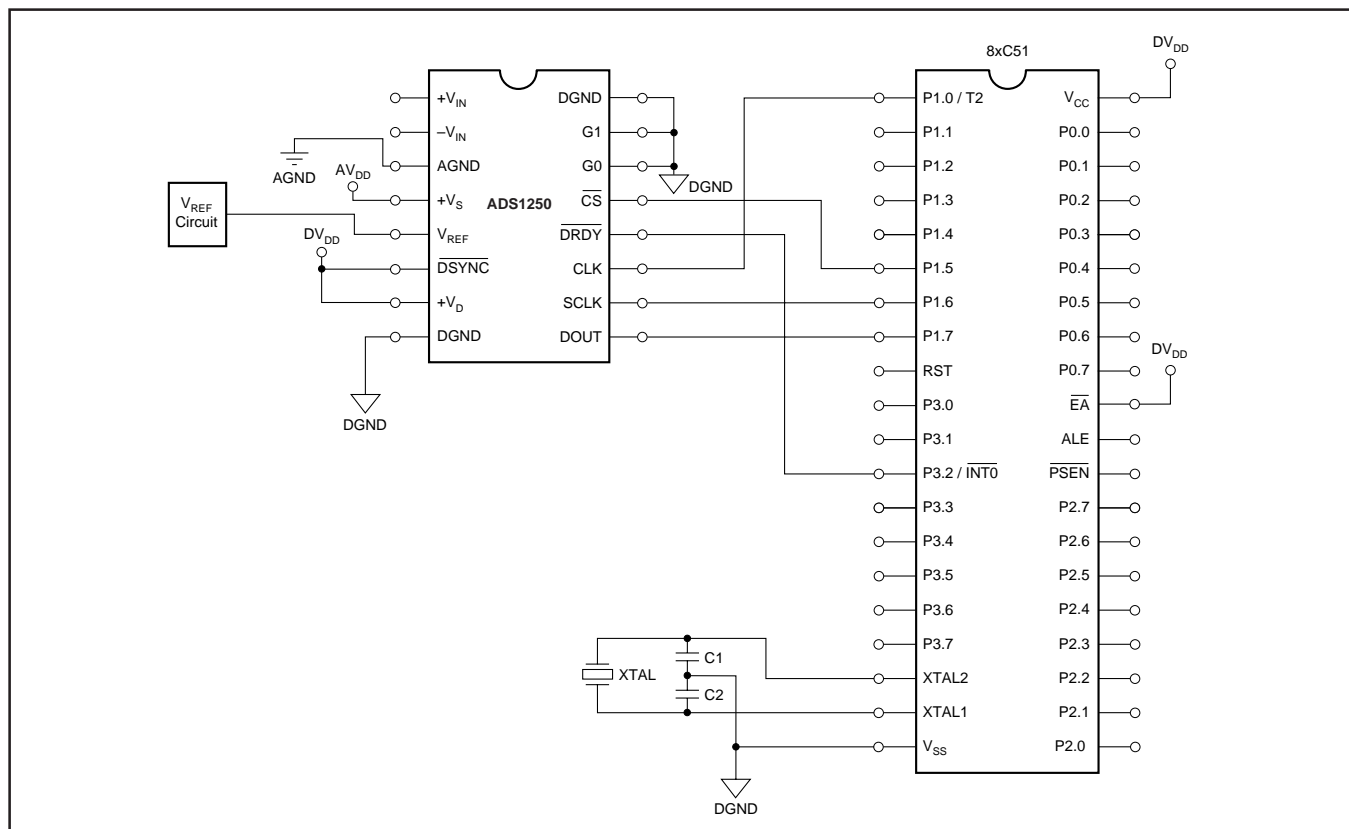 8xC51
DV_DD
+V_IN
–V_IN
AGND
+V_S
V_REF
DSYNC
+V_D
DGND
ADS1250
DGND
G1
G0
CS
DRDY
CLK
SCLK
DOUT
AGND
AV_DD
V_REF
Circuit
DV_DD
DGND
DGND
P1.0 / T2
P1.1
P1.2
P1.3
P1.4
P1.5
P1.6
P1.7
RST
P3.0
P3.1
P3.2 / INT0
P3.3
P3.4
P3.5
P3.6
P3.7
XTAL2
XTAL1
V_SS
V_CC
P0.0
P0.1
P0.2
P0.3
P0.4
P0.5
P0.6
P0.7
EA
ALE
PSEN
P2.7
P2.6
P2.5
P2.4
P2.3
P2.2
P2.1
P2.0
DV_DD
XTAL
C1
C2
DGND